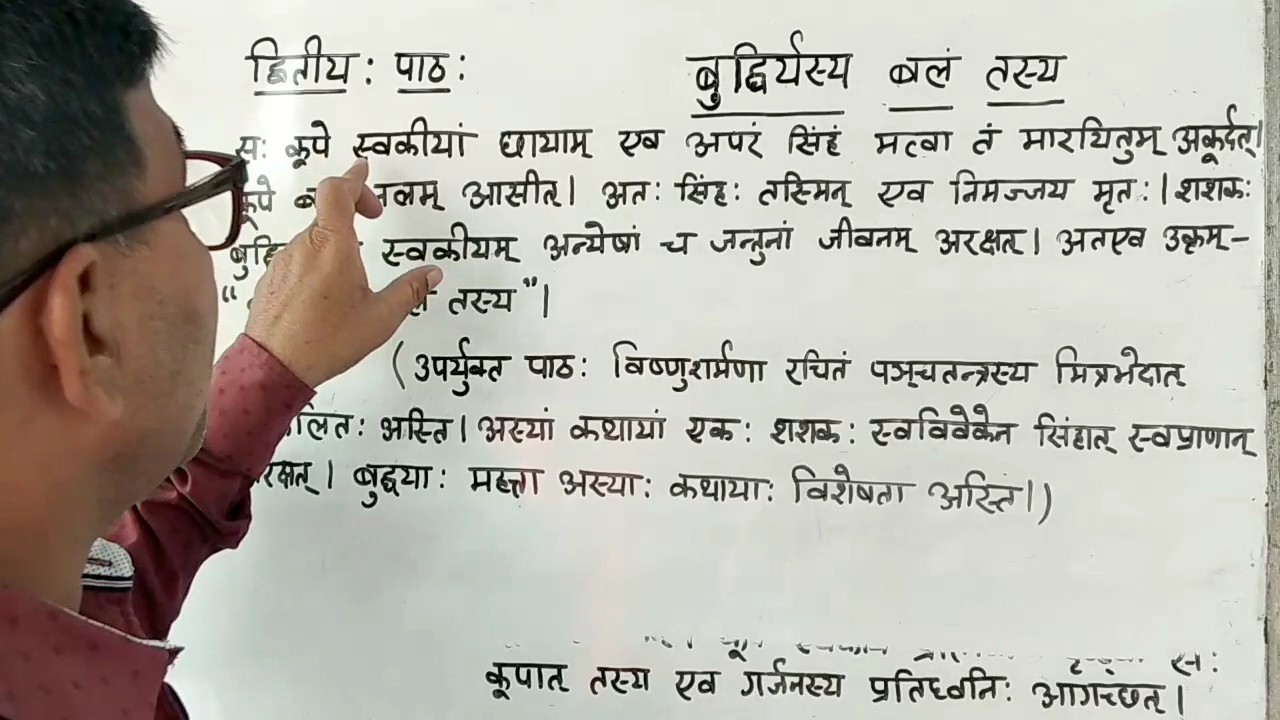 द्वितीय: पाठ: बुद्धिर्यस्य बलं तस्य
स: कूपे स्वकीयां छायाम् एव अपरं सिंहं मत्वा तं मारयितुम् अकूर्दत्।
कूपे जलम् आसीत्। अत: सिंह: तस्मिन् एव निमज्जय मृत:। शशक:
स्वकीयम् अन्येषां च जन्तुनां जीवनम् अरक्षत्। अतएव उक्तम्-
तस्य"।
(उपर्युक्त पाठ: विष्णुशर्मणा रचितं पञ्चतन्त्रस्य मित्रभेदात्
अस्ति। अस्यां कथायां एक: शशक: स्वविवेकेन सिंहात् स्वप्राणान्
बुद्धया: महत्ता अस्या: कथाया: विशेषता अस्ति।)
स:
कूपात् तस्य एव गर्जनस्य प्रतिध्वनि: आगच्छत्।